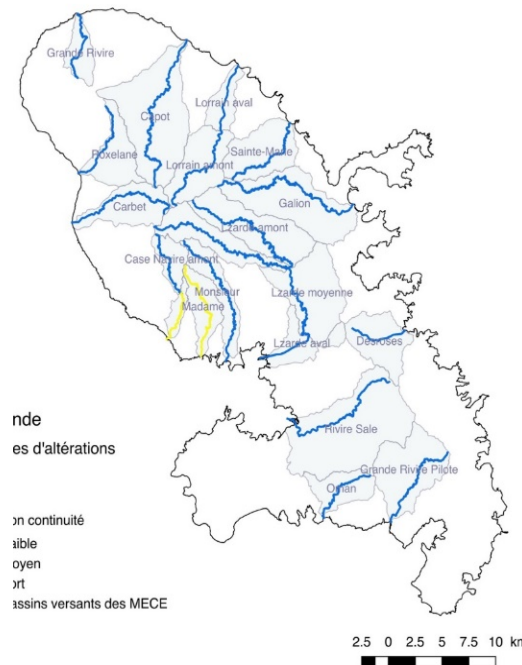 Grande Rivire
Lorrain aval
Capot
Sainte-Marie
Roxelane
Lorrain amont
Galion
Carbet
Lzarde amont
Case Navire amont
Monsieur
Lzarde moyenne
Madame
Lzarde aval
Desroses
nde
Rivire Sale
es d'altérations
Grande Rivire Pilote
Oman
on continuité
aible
oyen
ort
assins versants des MECE
2.5 0 2.5 5 7.5 10 km